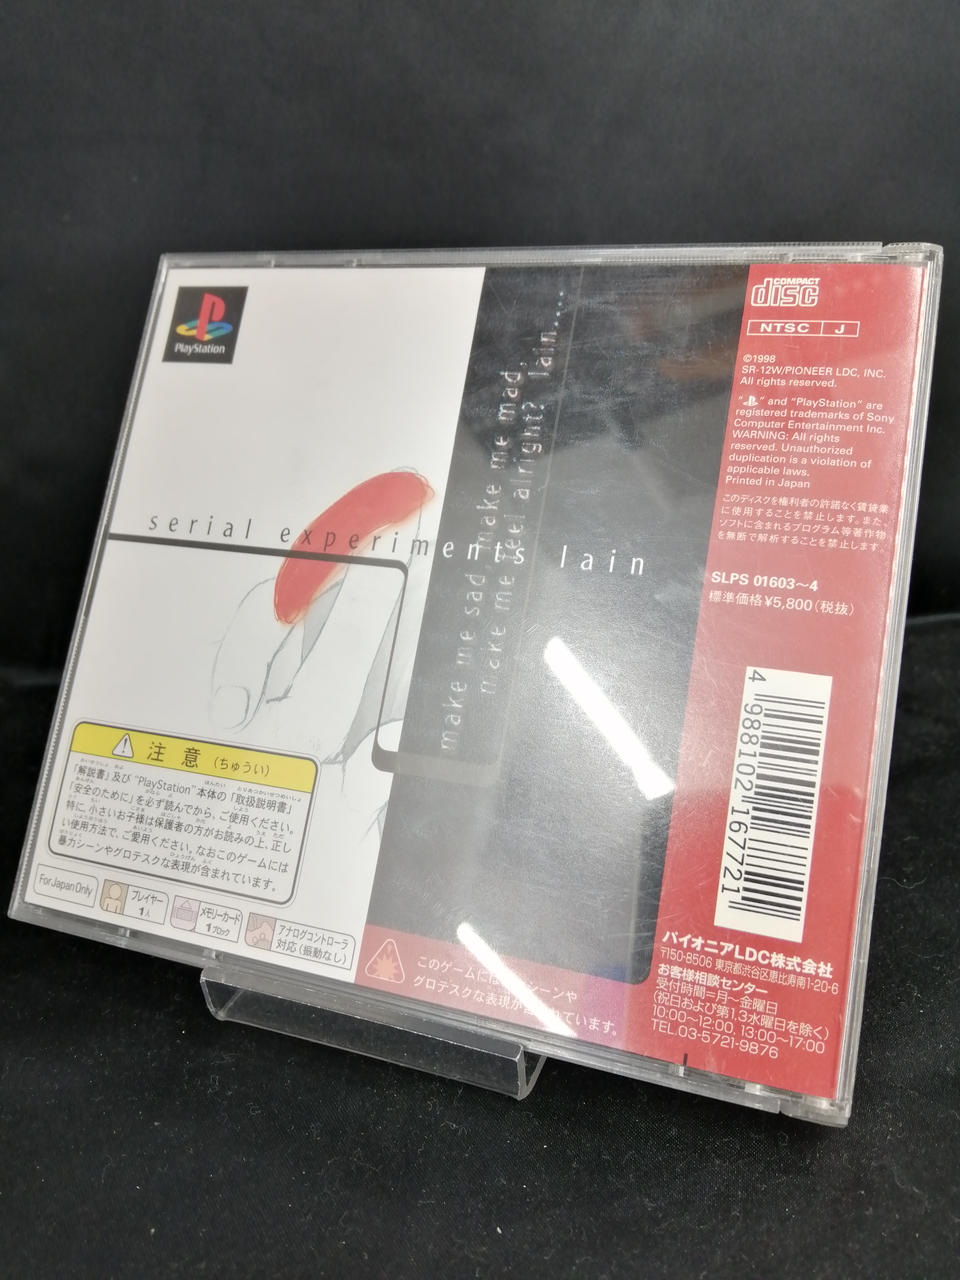 PlayStation
serial experiments lain
make me sad, make me mad,
make me feel alright? lain....
注意(ちゅうい)
「解説書」及び"PlayStation"本体の「取扱説明書」
「安全のために」を必ず読んでから、ご使用ください。
特に、小さいお子様は保護者の方がお読みの上、正し
い使用方法で、ご愛用ください。なおこのゲームには
暴力シーンやグロテスクな表現が含まれています。
For Japan Only
プレイヤー
1人
メモリーカード
1ブロック
アナログコントローラ
対応(振動なし)
このゲームには シーンや
グロテスクな表現が含まれています。
COMPACT
disc
NTSC J
©1998
SR-12W/PIONEER LDC, INC.
All rights reserved.
" " and "PlayStation" are
registered trademarks of Sony
Computer Entertainment Inc.
WARNING: All rights
reserved. Unauthorized
duplication is a violation of
applicable laws.
Printed in Japan
このディスクを権利者の許諾なく賃貸業
に使用することを禁止します。また、
ソフトに含まれるプログラム等著作物
を無断で解析することを禁止します。
SLPS 01603~4
標準価格¥5,800(税抜)
4 988102 167721
パイオニアLDC株式会社
〒150-8506 東京都渋谷区恵比寿南1-20-6
お客様相談センター
受付時間=月~金曜日
(祝日および第1.3水曜日を除く)
10:00~12:00, 13:00~17:00
TEL.03-5721-9876